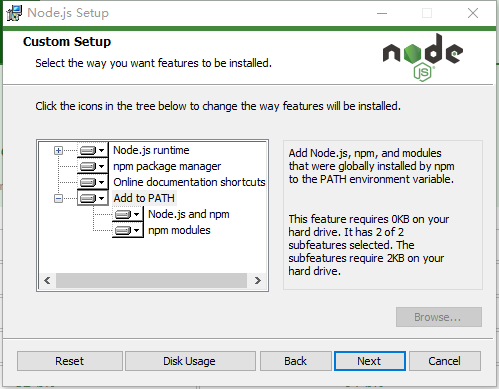 Node.js Setup
Custom Setup
Select the way you want features to be installed.
node
JS
®
Click the icons in the tree below to change the way features will be installed.
Node.js runtime
npm package manager
Online documentation shortcuts
Add to PATH
Node.js and npm
npm modules
Add Node.js, npm, and modules
that were globally installed by npm
to the PATH environment variable.
This feature requires 0KB on your
hard drive. It has 2 of 2
subfeatures selected. The
subfeatures require 2KB on your
hard drive.
Browse...
Reset
Disk Usage
Back
Next
Cancel